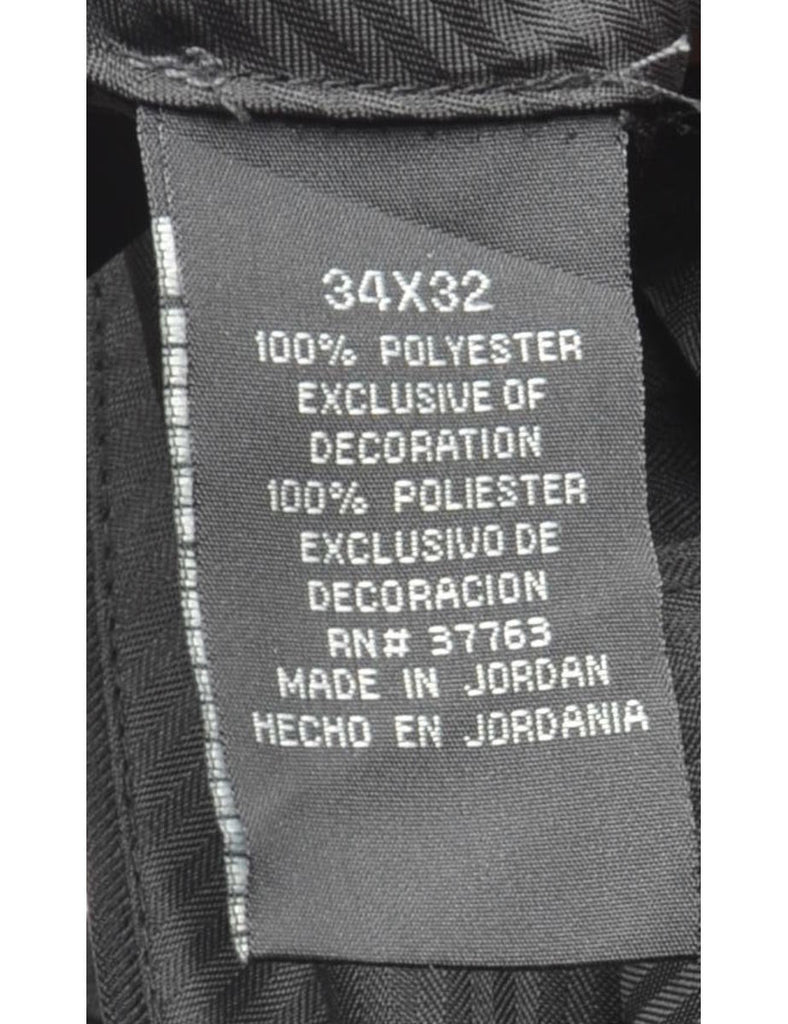 34X32
100% POLYESTER
EXCLUSIVE OF
DECORATION
100% POLIESTER
EXCLUSIVO DE
DECORACION
RN# 37763
MADE IN JORDAN
HECHO EN JORDANIA